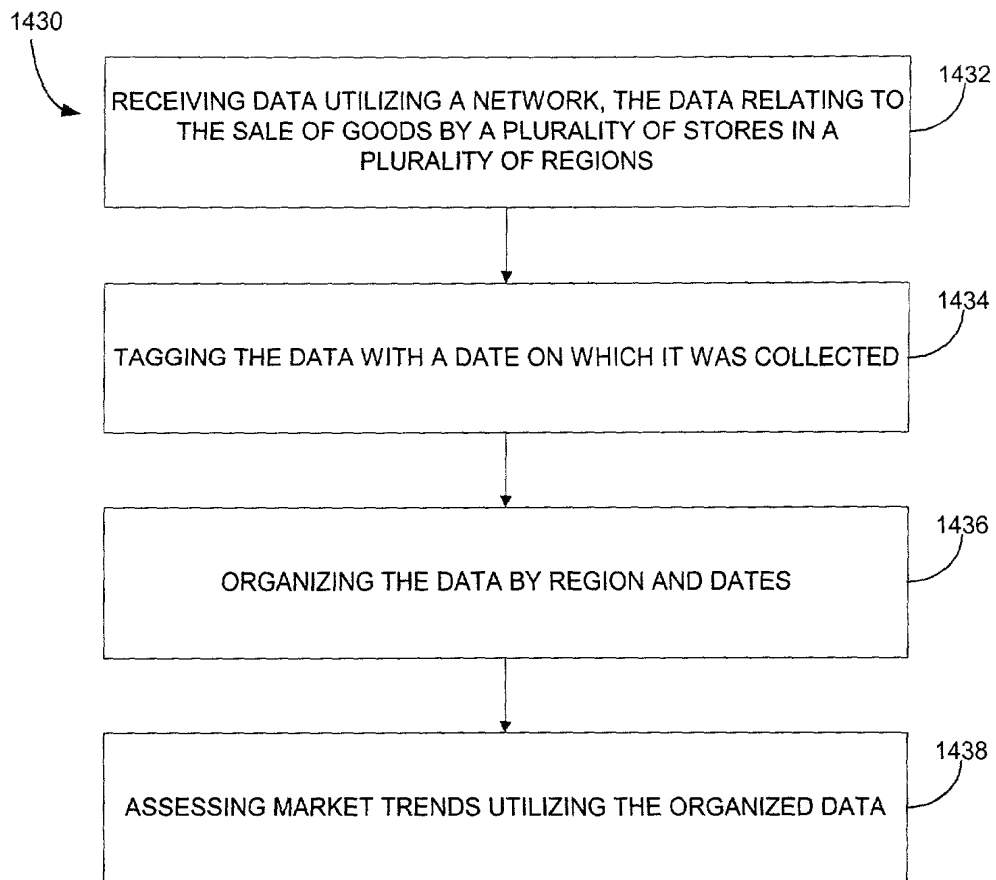 1430
1432
RECEIVING DATA UTILIZING A NETWORK, THE DATA RELATING TO
THE SALE OF GOODS BY A PLURALITY OF STORES IN A
PLURALITY OF REGIONS
1434
TAGGING THE DATA WITH A DATE ON WHICH IT WAS COLLECTED
1436
ORGANIZING THE DATA BY REGION AND DATES
1438
ASSESSING MARKET TRENDS UTILIZING THE ORGANIZED DATA